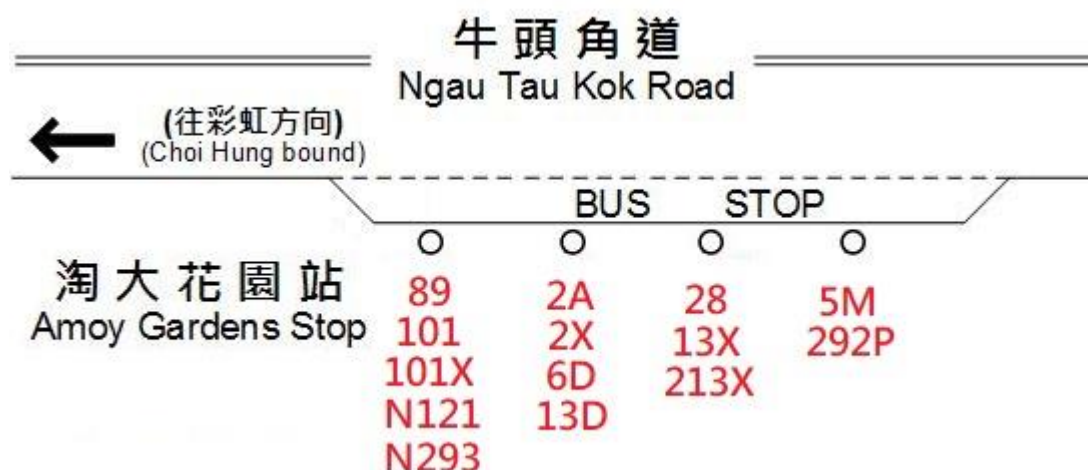 牛頭角道
Ngau Tau Kok Road
(往彩虹方向)
(Choi Hung bound)
BUS STOP
淘大花園站
Amoy Gardens Stop
89
101
101X
N121
N293
2A
2X
6D
13D
28
13X
213X
5M
292P